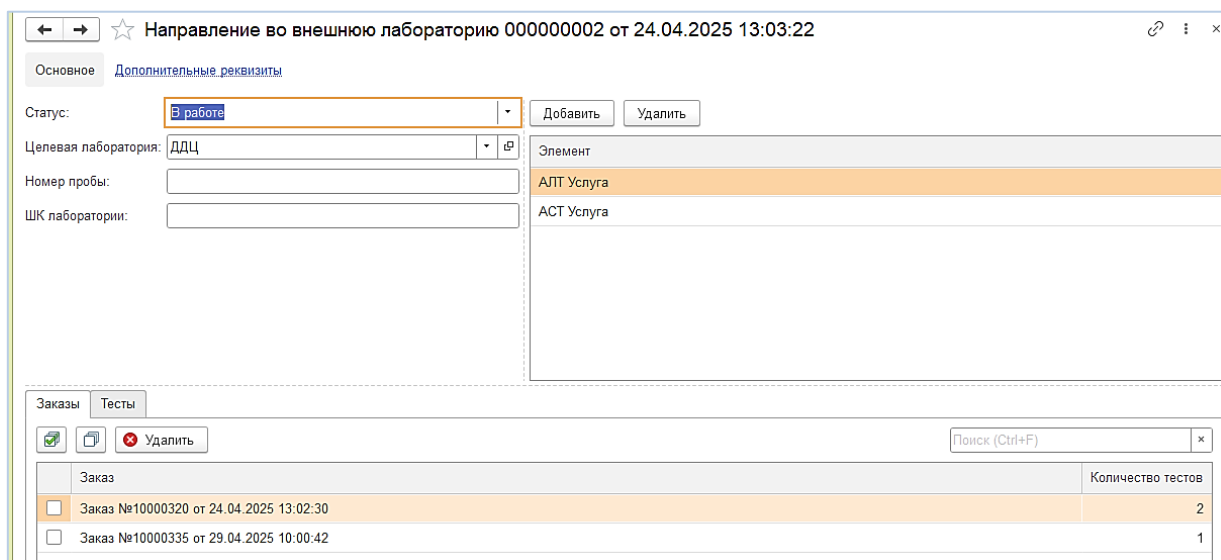 Направление во внешнюю лабораторию 000000002 от 24.04.2025 13:03:22
Основное Дополнительные реквизиты
Статус: В работе
Добавить Удалить
Целевая лаборатория: ДДЦ
Элемент
Номер пробы:
АЛТ Услуга
ШК лаборатории:
АСТ Услуга
Заказы Тесты
Удалить Поиск (Ctrl+F) ×
Заказ Количество тестов
Заказ №10000320 от 24.04.2025 13:02:30 2
Заказ №10000335 от 29.04.2025 10:00:42 1